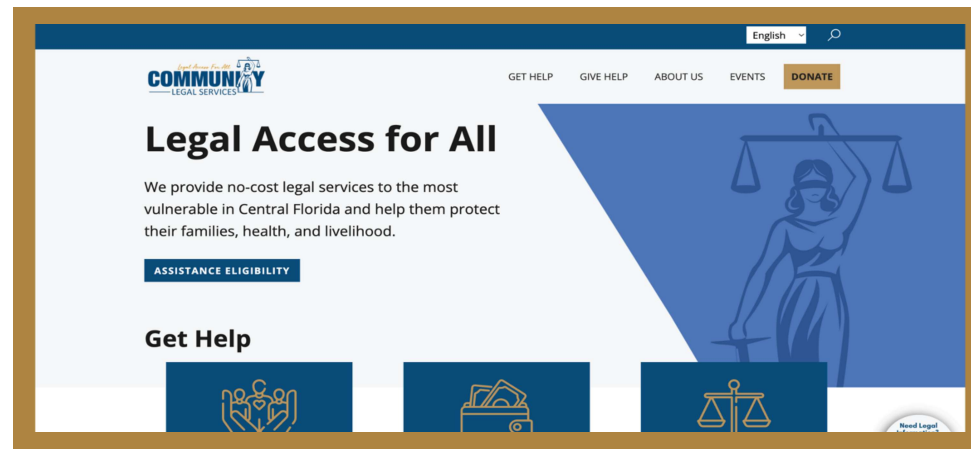 English
Legal Access For All
COMMUNITY
LEGAL SERVICES
GET HELP GIVE HELP ABOUT US EVENTS DONATE
Legal Access for All
We provide no-cost legal services to the most
vulnerable in Central Florida and help them protect
their families, health, and livelihood.
ASSISTANCE ELIGIBILITY
Get Help
Need Legal